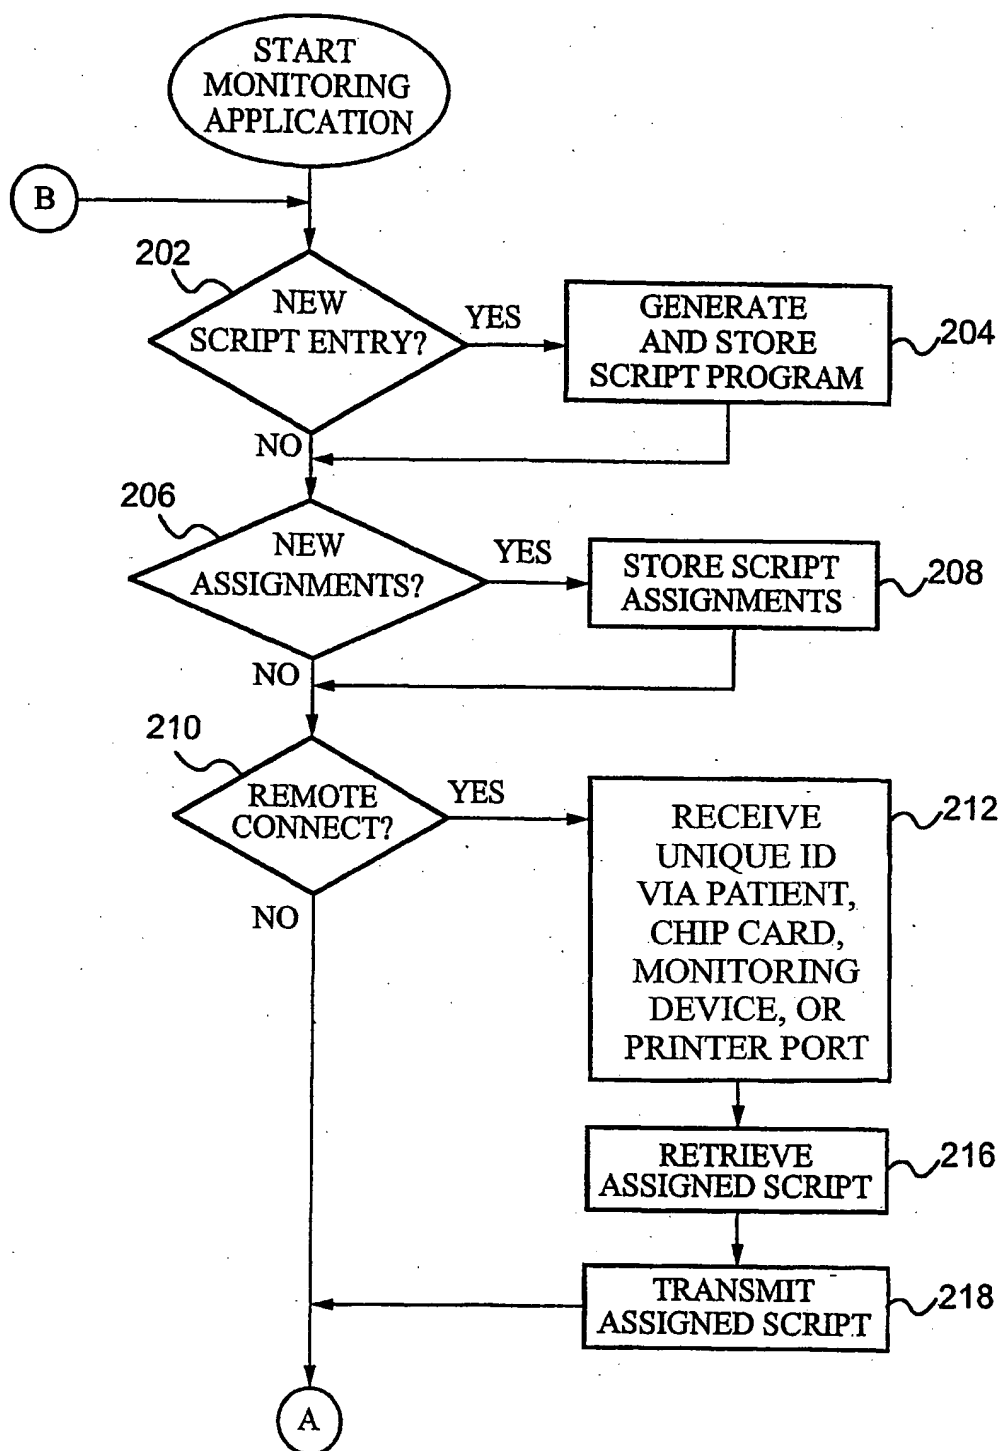 START
MONITORING
APPLICATION
B
202
NEW
SCRIPT ENTRY?
YES
GENERATE
AND STORE
SCRIPT PROGRAM
204
NO
206
NEW
ASSIGNMENTS?
YES
STORE SCRIPT
ASSIGNMENTS
208
NO
210
REMOTE
CONNECT?
YES
RECEIVE
UNIQUE ID
VIA PATIENT,
CHIP CARD,
MONITORING
DEVICE, OR
PRINTER PORT
212
NO
RETRIEVE
ASSIGNED SCRIPT
216
TRANSMIT
ASSIGNED SCRIPT
218
A